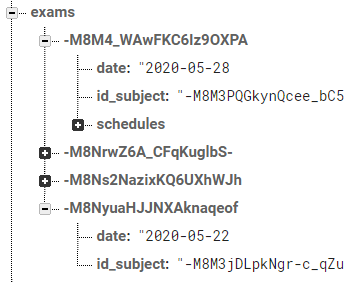 exams
-M8M4_WAwFKC6Iz9OXPA
date: "2020-05-28
id_subject: "-M8M3PQGkynQcee_bC5
schedules
-M8NrwZ6A_CFqKuglbS-
-M8Ns2NazixKQ6UXhWJh
-M8NyuaHJJNXAknaqeof
date: "2020-05-22
id_subject: "-M8M3jDLpkNgr-c_qZu